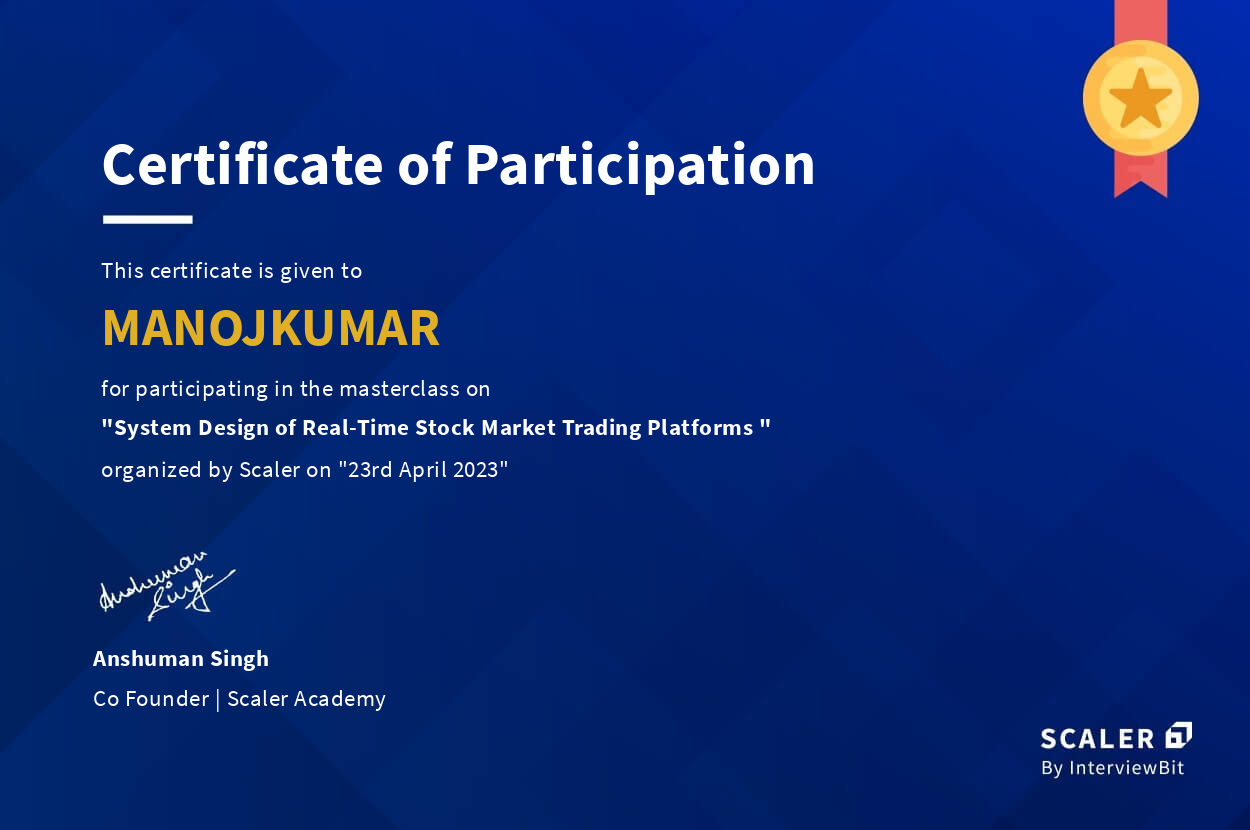 Certificate of Participation
This certificate is given to
MANOJKUMAR
for participating in the masterclass on
"System Design of Real-Time Stock Market Trading Platforms "
organized by Scaler on "23rd April 2023"
Anshuman
Singh
Anshuman Singh
Co Founder | Scaler Academy
SCALER
By InterviewBit